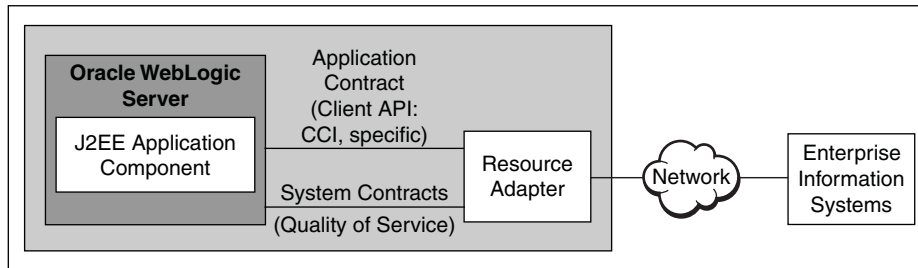 Oracle WebLogic
Server
J2EE Application
Component
Application
Contract
(Client API:
CCI, specific)
System Contracts
(Quality of Service)
Resource
Adapter
Network
Enterprise
Information
Systems